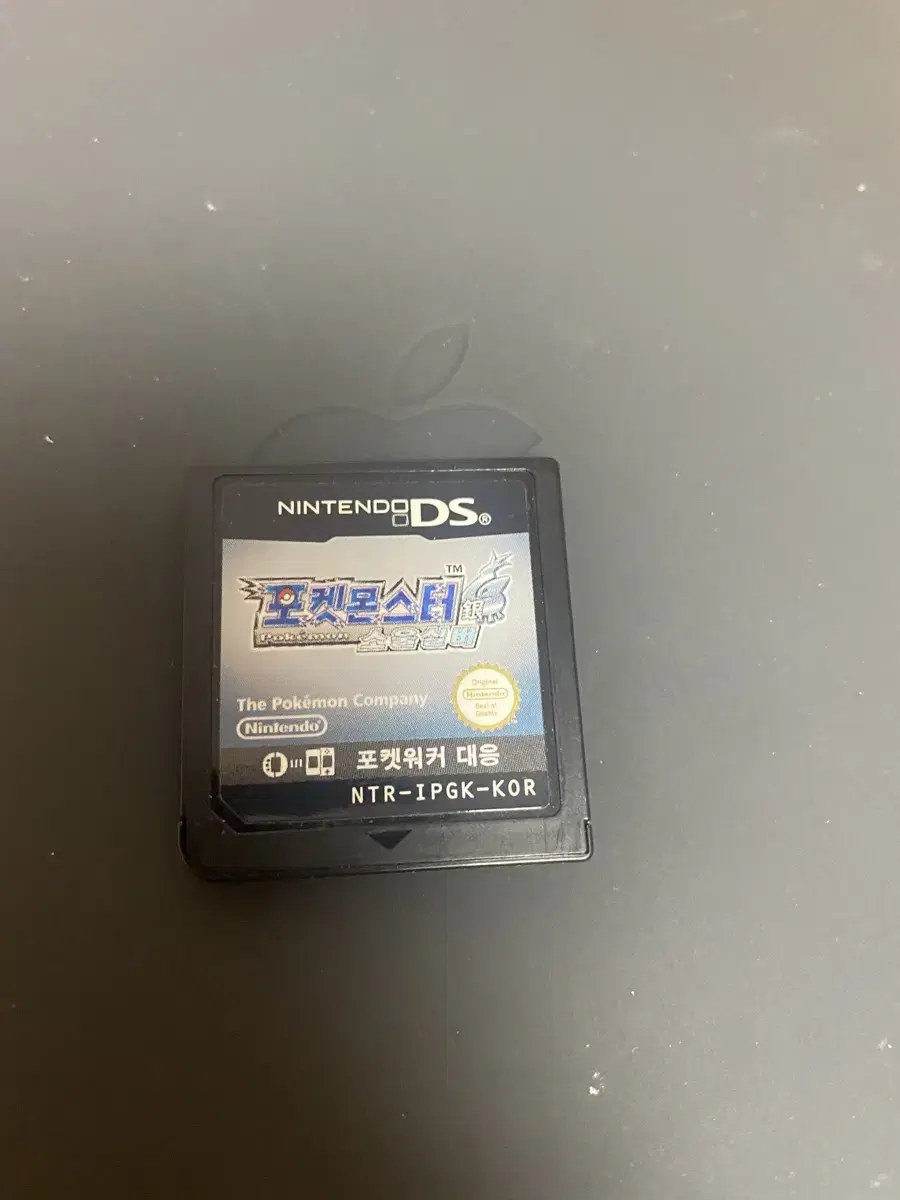 NINTENDO DS®
포켓몬스터™ 銀
Pokémon 소울실버
The Pokémon Company
Nintendo®
Original
Nintendo
Seal of
Quality
포켓워커 대응
NTR-IPGK-KOR